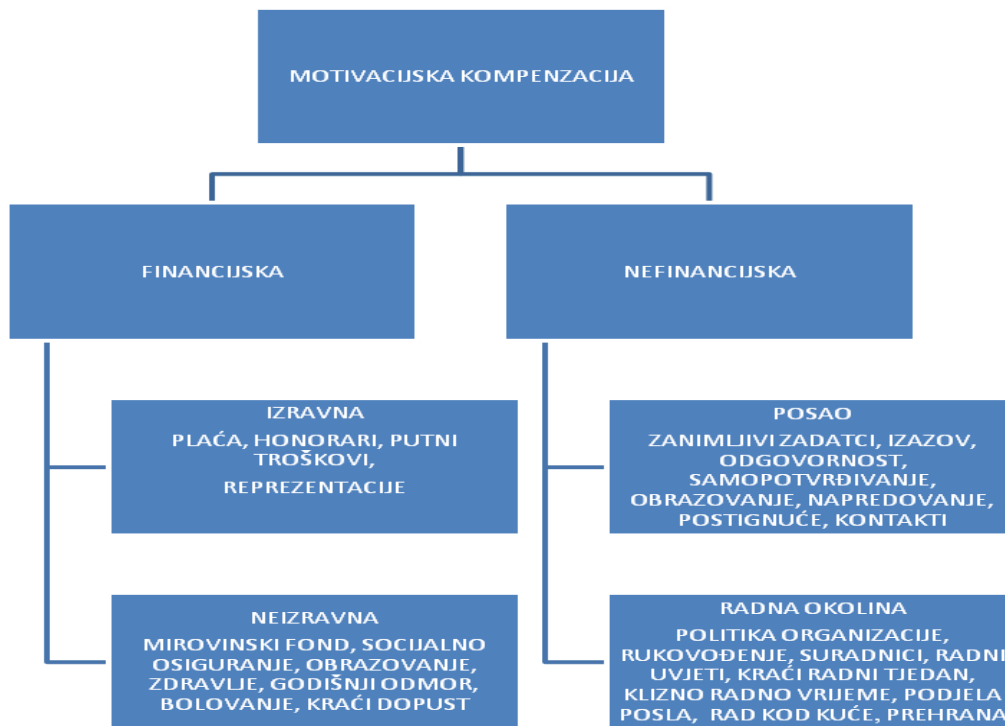 MOTIVACIJSKA KOMPENZACIJA
FINANCIJSKA
NEFINANCIJSKA
IZRAVNA
PLAĆA, HONORARI, PUTNI
TROŠKOVI,
REPREZENTACIJE
POSAO
ZANIMLJIVI ZADATCI, IZAZOV,
ODGOVORNOST,
SAMOPOTVRĐIVANJE,
OBRAZOVANJE, NAPREDOVANJE,
POSTIGNUĆE, KONTAKTI
NEIZRAVNA
MIROVINSKI FOND, SOCIJALNO
OSIGURANJE, OBRAZOVANJE,
ZDRAVLJE, GODIŠNJI ODMOR,
BOLOVANJE, KRAĆI DOPUST
RADNA OKOLINA
POLITIKA ORGANIZACIJE,
RUKOVOĐENJE, SURADNICI, RADNI
UVJETI, KRAĆI RADNI TJEDAN,
KLIZNO RADNO VRIJEME, PODJELA
POSLA, RAD KOD KUĆE, PREHRANA